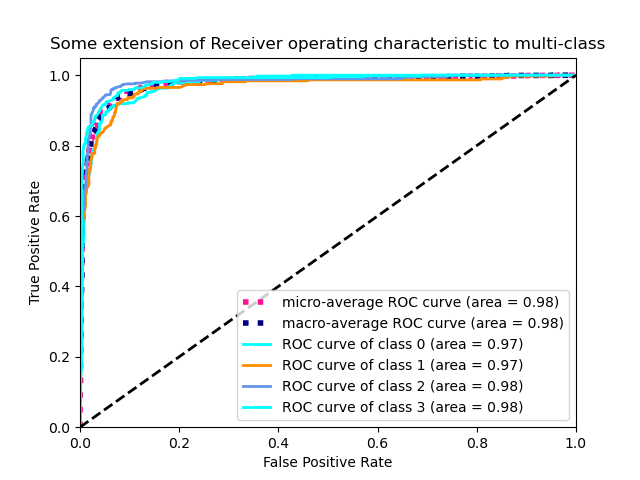 Some extension of Receiver operating characteristic to multi-class
1.0
0.8
0.6
0.4
0.2
0.0
True Positive Rate
micro-average ROC curve (area = 0.98)
macro-average ROC curve (area = 0.98)
ROC curve of class 0 (area = 0.97)
ROC curve of class 1 (area = 0.97)
ROC curve of class 2 (area = 0.98)
ROC curve of class 3 (area = 0.98)
0.0 0.2 0.4 0.6 0.8 1.0
False Positive Rate